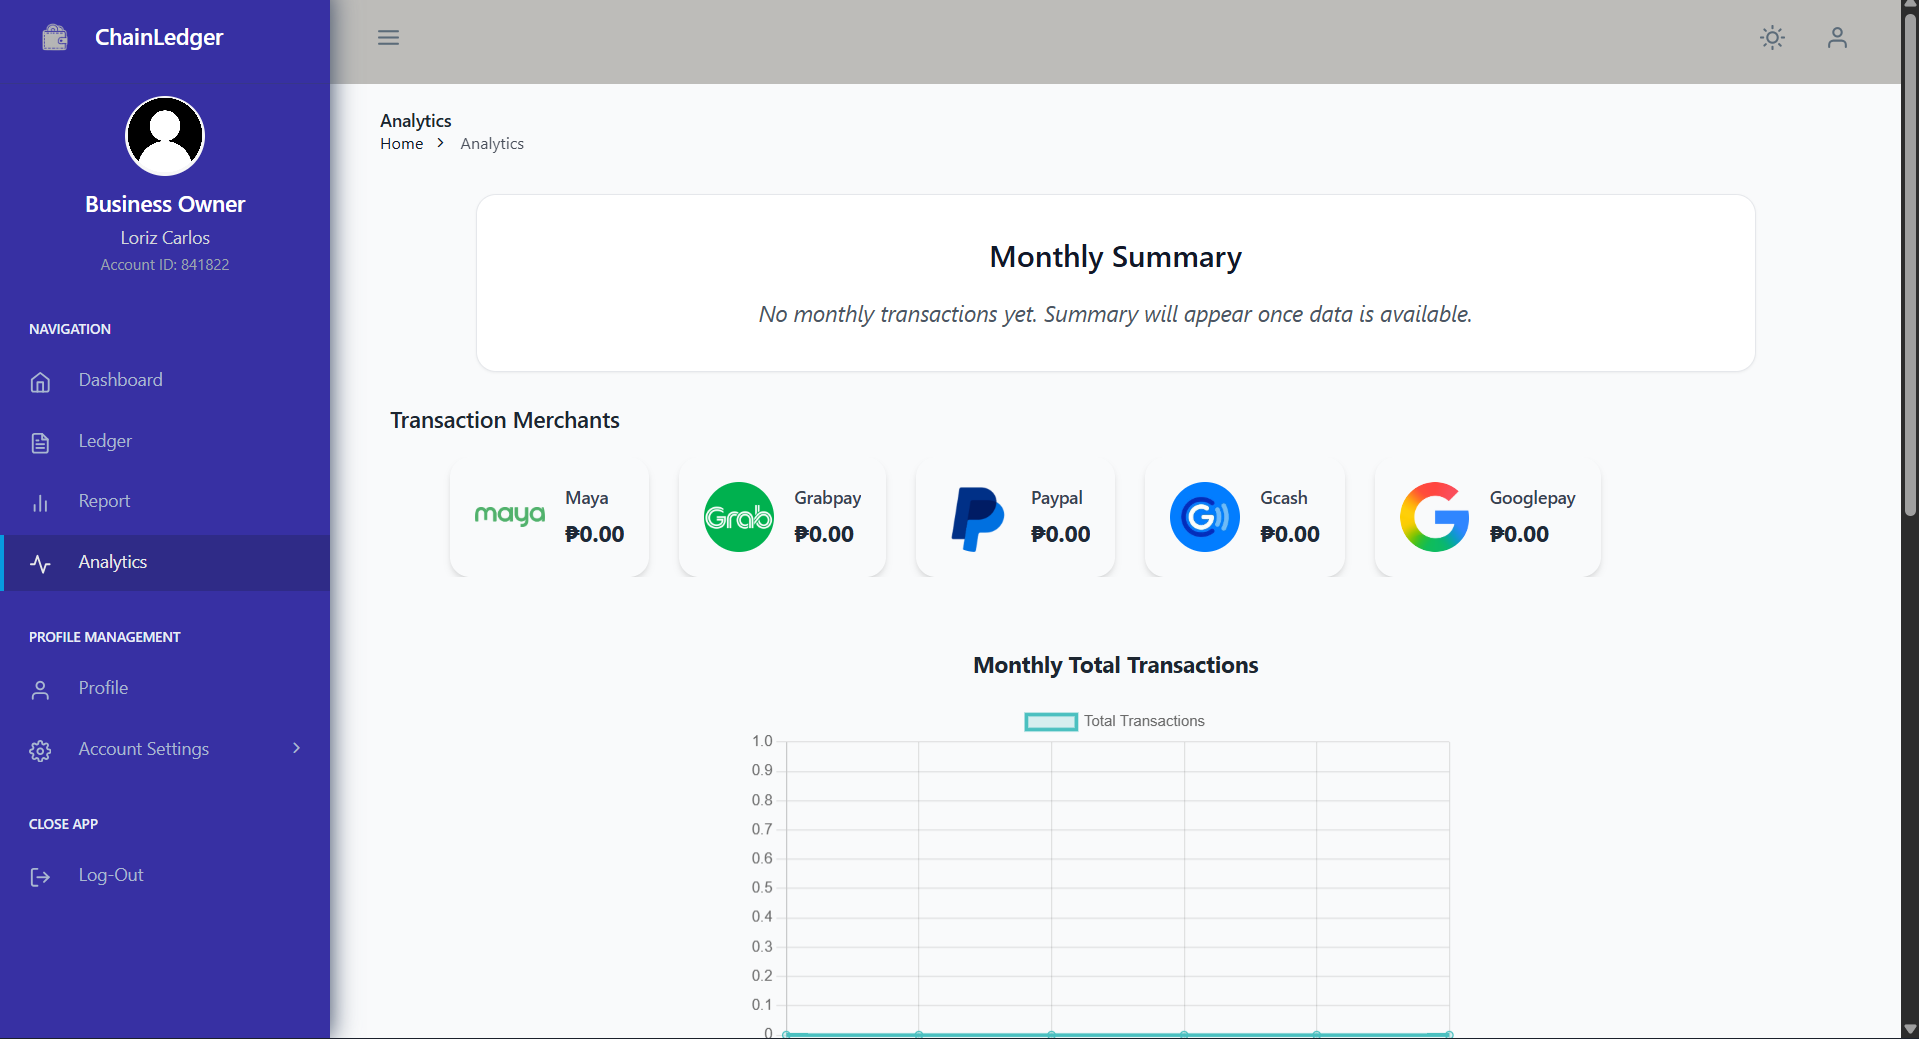 ChainLedger
Business Owner
Loriz Carlos
Account ID: 841822
NAVIGATION
Dashboard
Ledger
Report
Analytics
PROFILE MANAGEMENT
Profile
Account Settings
CLOSE APP
Log-Out
Analytics
Home > Analytics
Monthly Summary
No monthly transactions yet. Summary will appear once data is available.
Transaction Merchants
maya
Maya
₱0.00
Grab
Grabpay
₱0.00
Paypal
₱0.00
G
Gcash
₱0.00
G
Googlepay
₱0.00
Monthly Total Transactions
Total Transactions
1.0
0.9
0.8
0.7
0.6
0.5
0.4
0.3
0.2
0.1
0